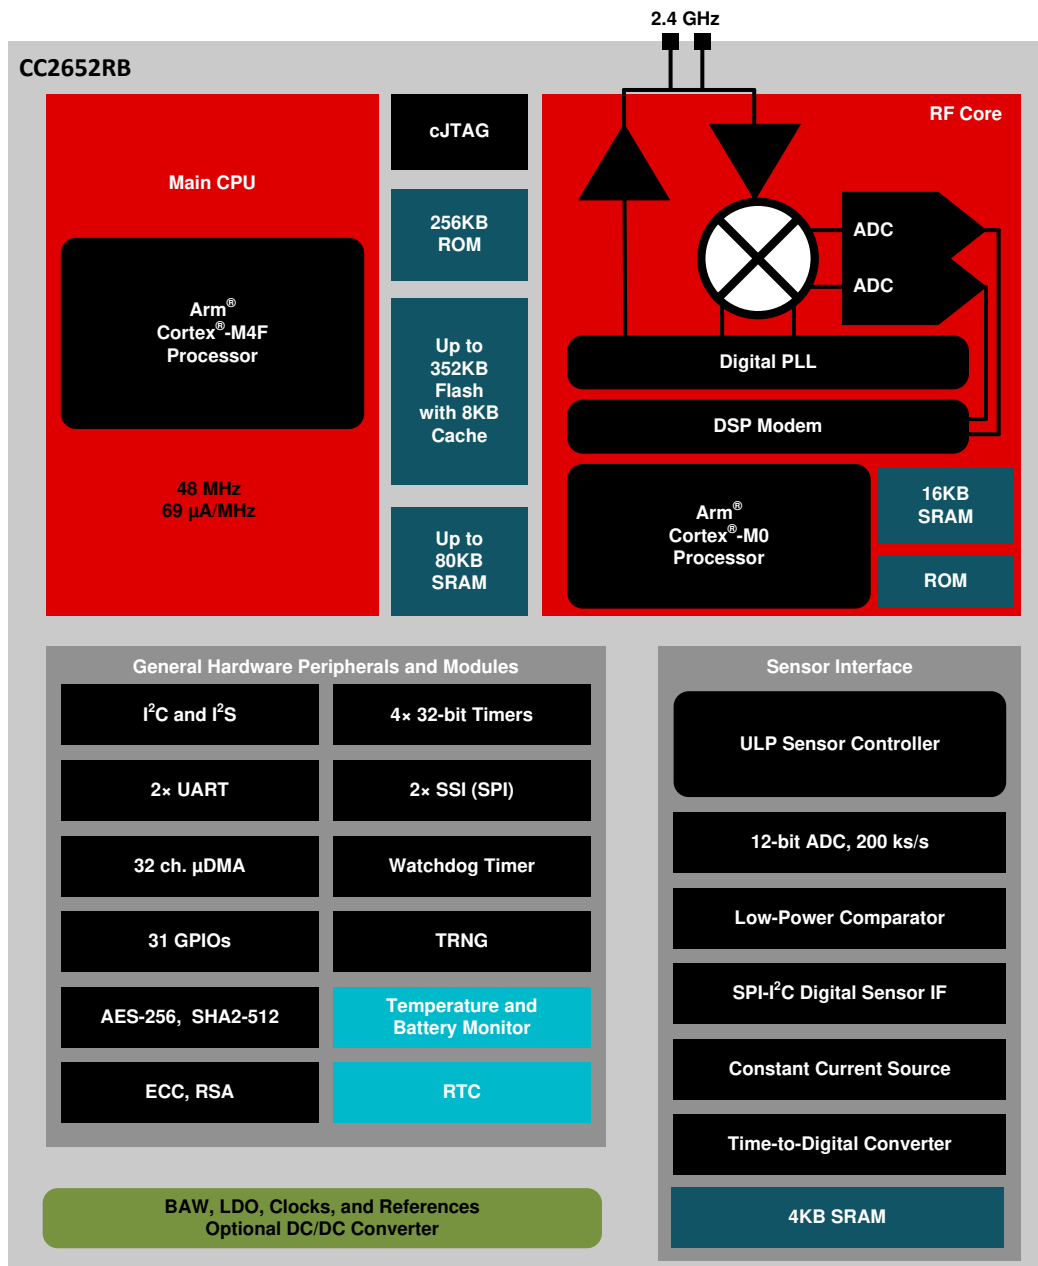 2.4 GHz
CC2652RB
Main CPU
Arm®
Cortex®-M4F
Processor
48 MHz
69 µA/MHz
cJTAG
256KB
ROM
Up to
352KB
Flash
with 8KB
Cache
Up to
80KB
SRAM
RF Core
ADC
ADC
Digital PLL
DSP Modem
Arm®
Cortex®-M0
Processor
16KB
SRAM
ROM
General Hardware Peripherals and Modules
I²C and I²S
4× 32-bit Timers
2× UART
2× SSI (SPI)
32 ch. µDMA
Watchdog Timer
31 GPIOs
TRNG
AES-256, SHA2-512
Temperature and
Battery Monitor
ECC, RSA
RTC
Sensor Interface
ULP Sensor Controller
12-bit ADC, 200 ks/s
Low-Power Comparator
SPI-I²C Digital Sensor IF
Constant Current Source
Time-to-Digital Converter
4KB SRAM
BAW, LDO, Clocks, and References
Optional DC/DC Converter